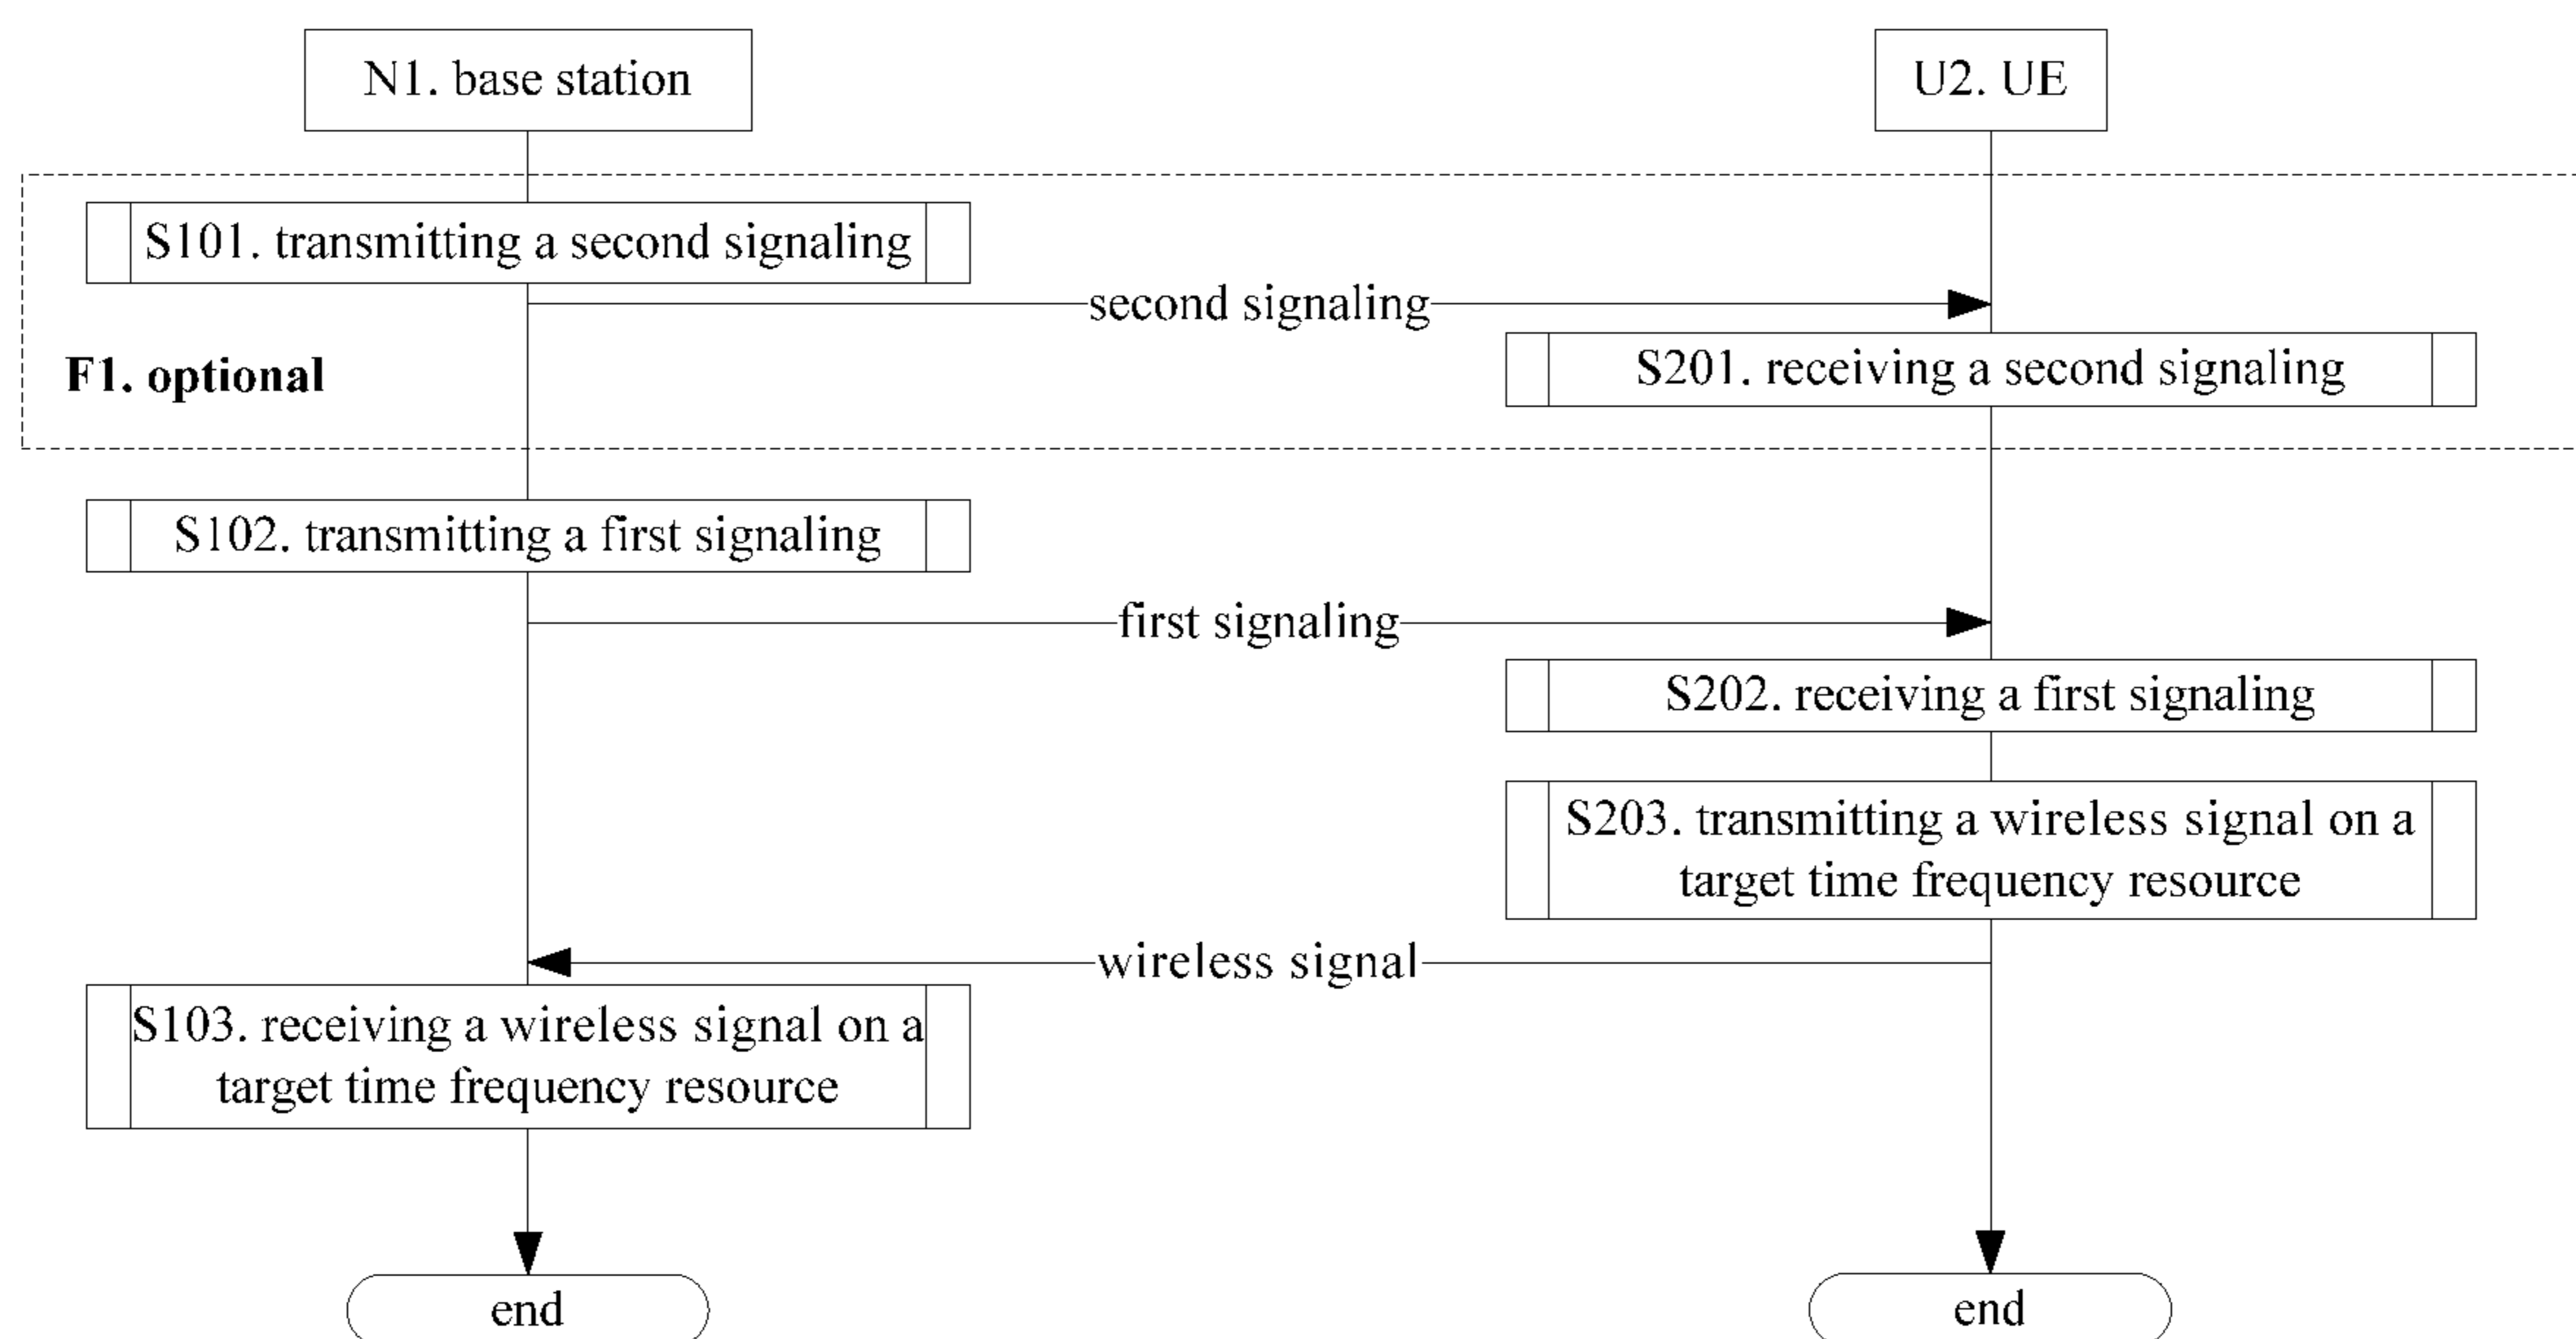 N1. base station
U2. UE
S101. transmitting a second signaling
second signaling
S201. receiving a second signaling
F1. optional
S102. transmitting a first signaling
first signaling
S202. receiving a first signaling
S203. transmitting a wireless signal on a
target time frequency resource
wireless signal
S103. receiving a wireless signal on a
target time frequency resource
end
end